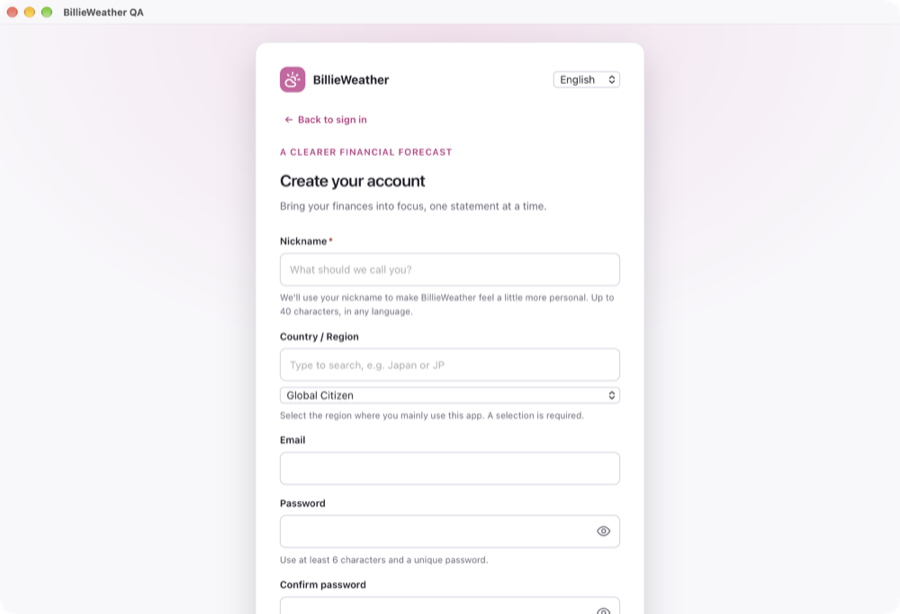 BillieWeather QA
BillieWeather
English
← Back to sign in
A CLEARER FINANCIAL FORECAST
Create your account
Bring your finances into focus, one statement at a time.
Nickname*
What should we call you?
We'll use your nickname to make BillieWeather feel a little more personal. Up to
40 characters, in any language.
Country / Region
Type to search, e.g. Japan or JP
Global Citizen
Select the region where you mainly use this app. A selection is required.
Email
Password
Use at least 6 characters and a unique password.
Confirm password